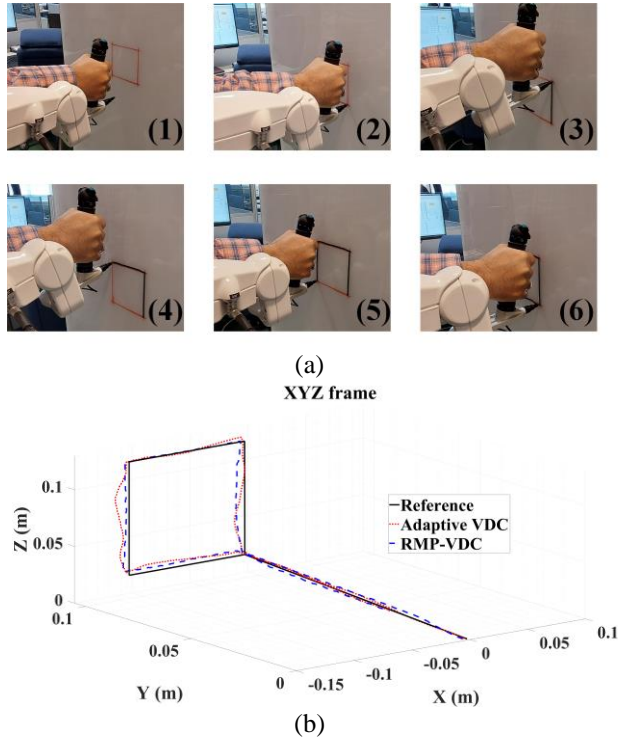 (1)
(2)
(3)
(4)
(5)
(6)
(a)
XYZ frame
Z (m)
0.1
0.05
0
Reference
Adaptive VDC
RMP-VDC
0.1
0.05
0
Y (m)
-0.15
-0.1
-0.05
0
0.05
0.1
X (m)
(b)